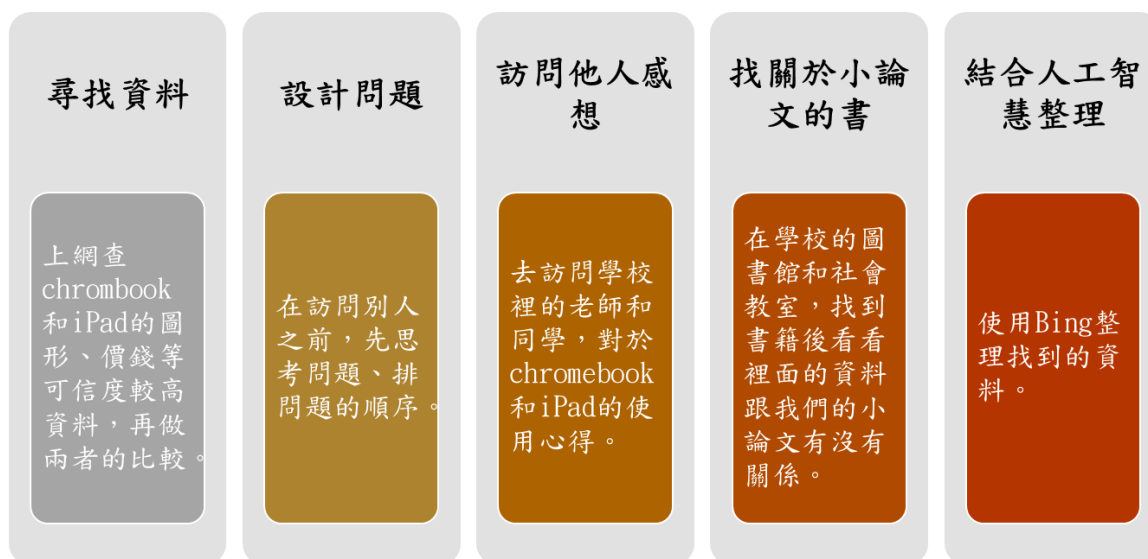 尋找資料
上網查
chrombook
和iPad的圖
形、價錢等
可信度較高
資料，再做
兩者的比較。
設計問題
在訪問別人
之前，先思
考問題、排
問題的順序。
訪問他人感
想
去訪問學校
裡的老師和
同學，對於
chromebook
和iPad的使
用心得。
找關於小論
文的書
在學校的圖
書館和社會
教室，找到
書籍後看看
裡面的資料
跟我們的小
論文有沒有
關係。
結合人工智
慧整理
使用Bing整
理找到的資
料。